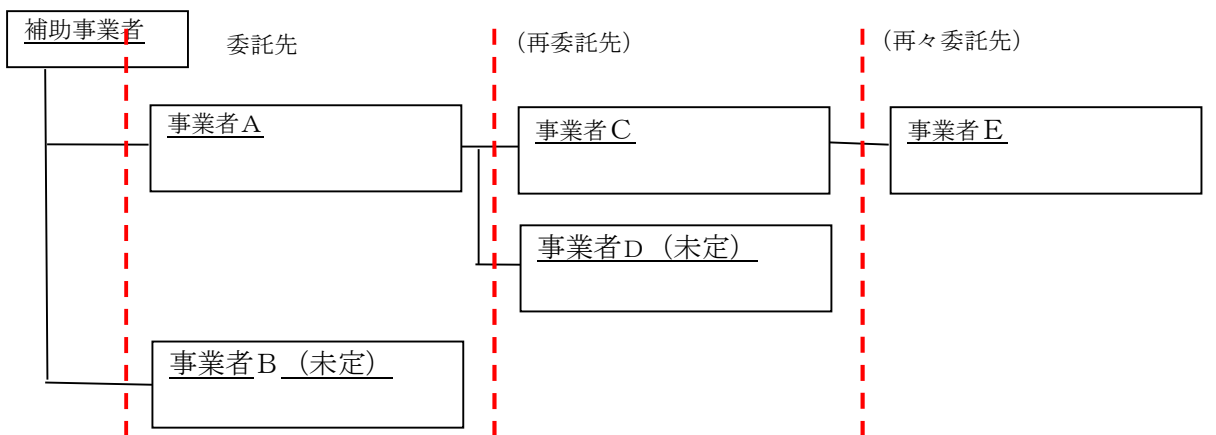 補助事業者
委託先
（再委託先）
（再々委託先）
事業者Ａ
事業者Ｃ
事業者Ｅ
事業者Ｄ（未定）
事業者Ｂ（未定）